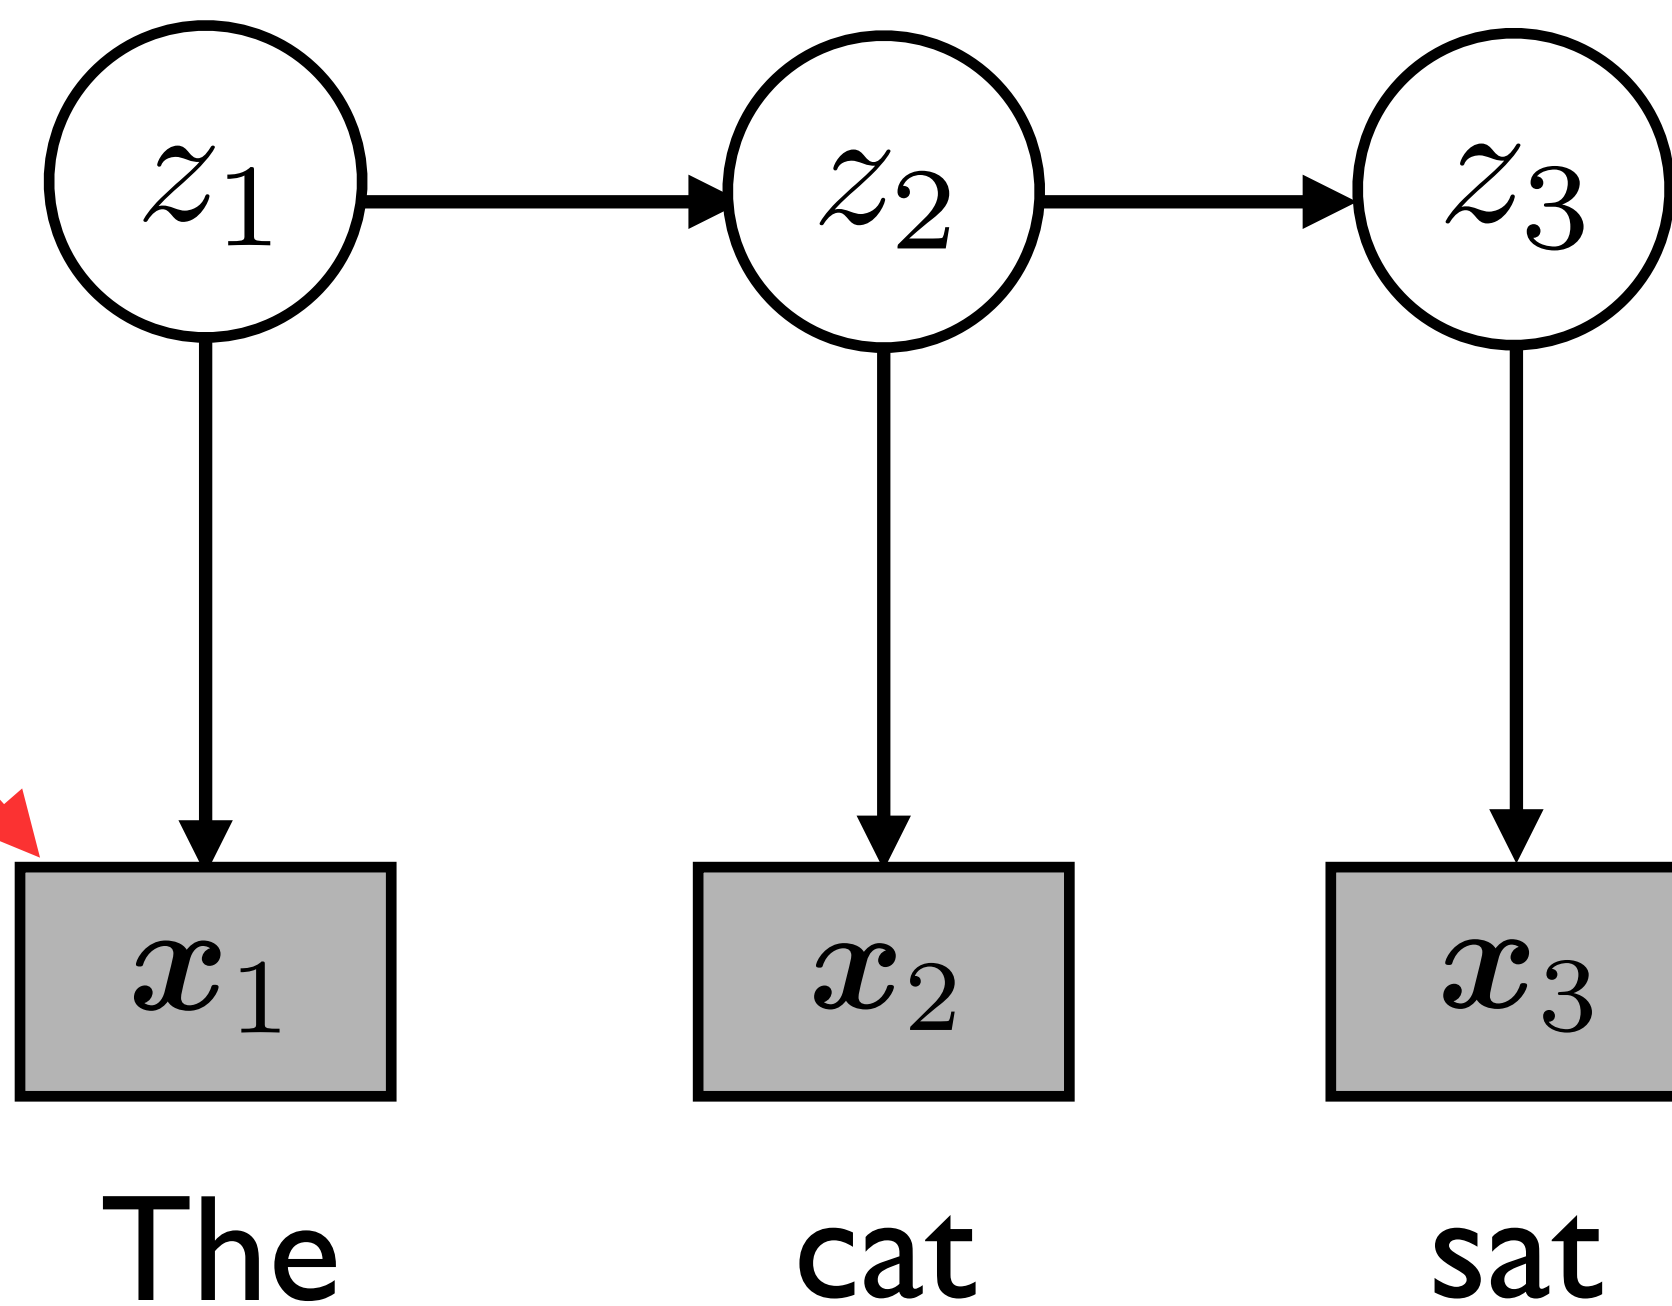 z₁ z₂ z₃
x₁ x₂ x₃
The cat sat